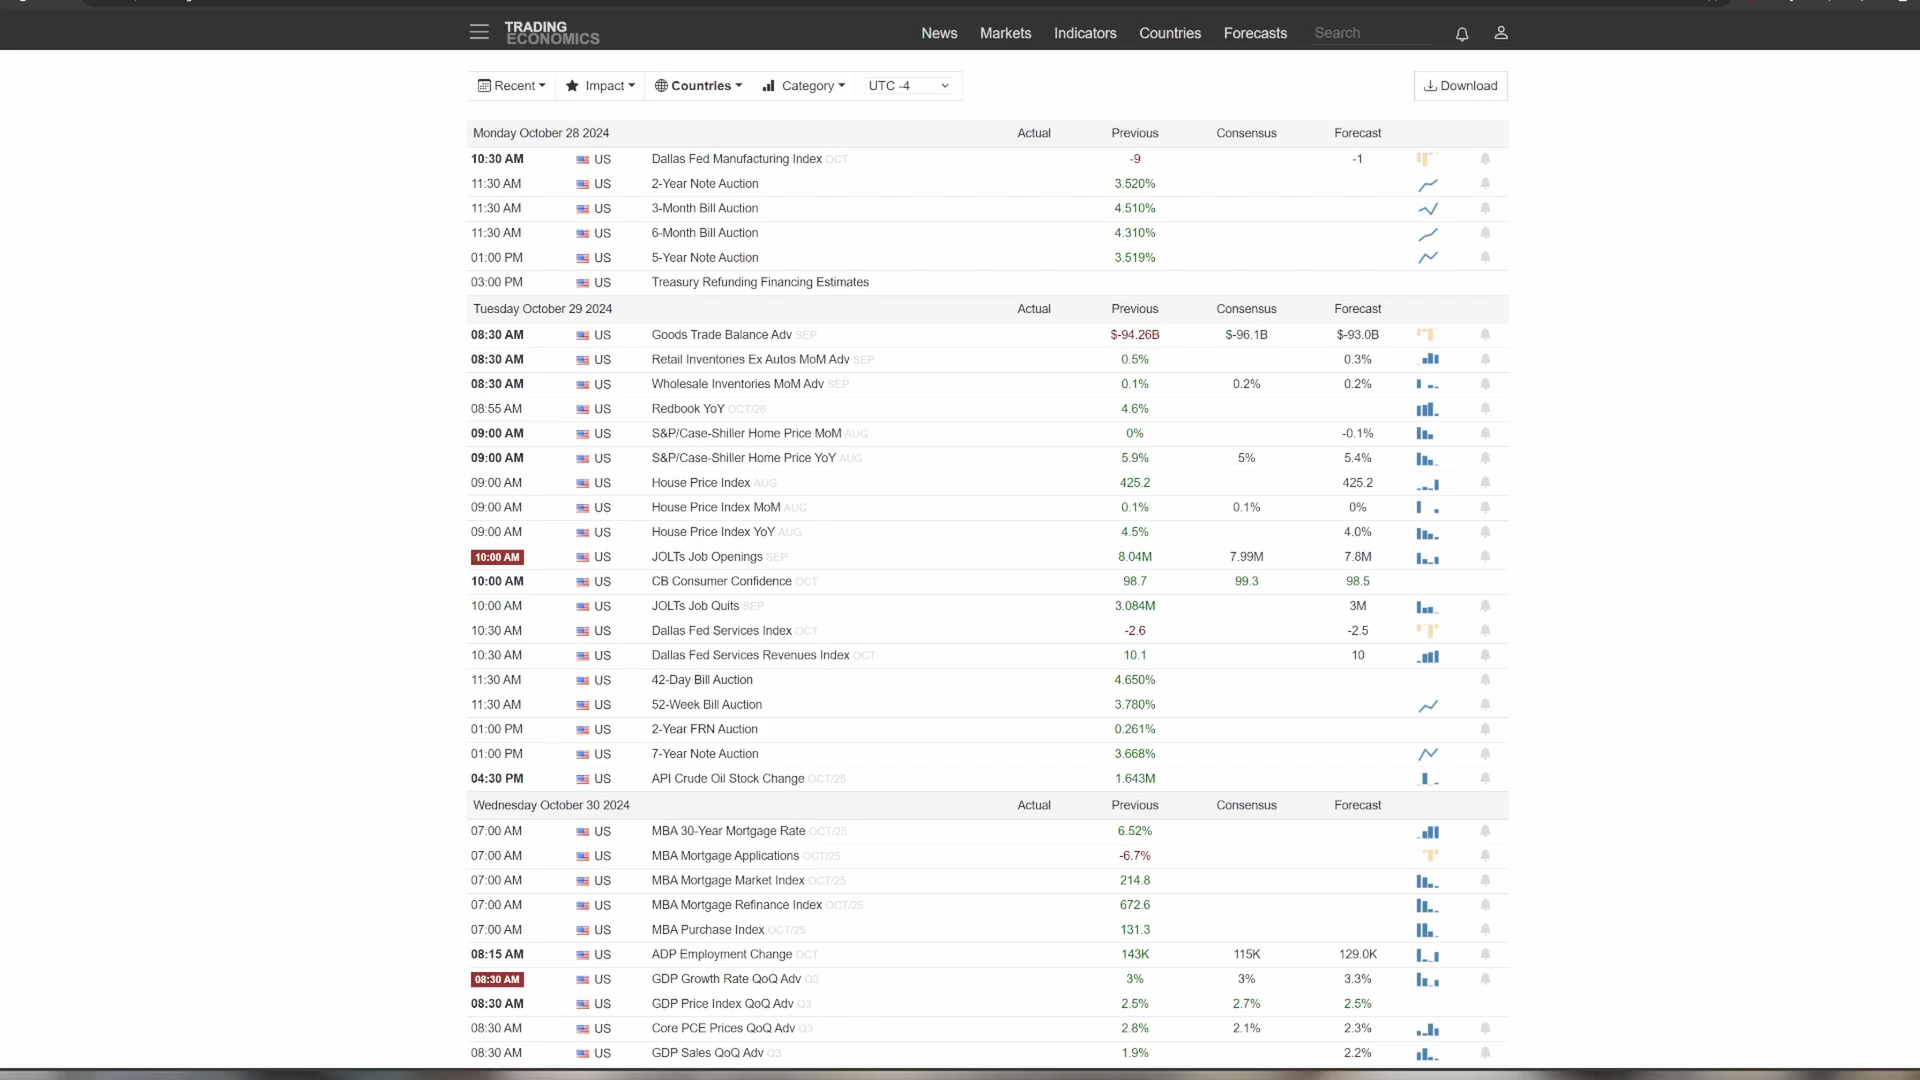 TRADING ECONOMICS News Markets Indicators Countries Forecasts Search
Recent Impact Countries Category UTC -4 Download
Monday October 28 2024 Actual Previous Consensus Forecast
10:30 AM US Dallas Fed Manufacturing Index OCT -9 -1
11:30 AM US 2-Year Note Auction 3.520%
11:30 AM US 3-Month Bill Auction 4.510%
11:30 AM US 6-Month Bill Auction 4.310%
01:00 PM US 5-Year Note Auction 3.519%
03:00 PM US Treasury Refunding Financing Estimates
Tuesday October 29 2024 Actual Previous Consensus Forecast
08:30 AM US Goods Trade Balance Adv SEP $-94.26B $-96.1B $-93.0B
08:30 AM US Retail Inventories Ex Autos MoM Adv SEP 0.5% 0.3%
08:30 AM US Wholesale Inventories MoM Adv SEP 0.1% 0.2% 0.2%
08:55 AM US Redbook YoY OCT/26 4.6%
09:00 AM US S&P/Case-Shiller Home Price MoM AUG 0% -0.1%
09:00 AM US S&P/Case-Shiller Home Price YoY AUG 5.9% 5% 5.4%
09:00 AM US House Price Index AUG 425.2 425.2
09:00 AM US House Price Index MoM AUG 0.1% 0.1% 0%
09:00 AM US House Price Index YoY AUG 4.5% 4.0%
10:00 AM US JOLTs Job Openings SEP 8.04M 7.99M 7.8M
10:00 AM US CB Consumer Confidence OCT 98.7 99.3 98.5
10:00 AM US JOLTs Job Quits SEP 3.084M 3M
10:30 AM US Dallas Fed Services Index OCT -2.6 -2.5
10:30 AM US Dallas Fed Services Revenues Index OCT 10.1 10
11:30 AM US 42-Day Bill Auction 4.650%
11:30 AM US 52-Week Bill Auction 3.780%
01:00 PM US 2-Year FRN Auction 0.261%
01:00 PM US 7-Year Note Auction 3.668%
04:30 PM US API Crude Oil Stock Change OCT/25 1.643M
Wednesday October 30 2024 Actual Previous Consensus Forecast
07:00 AM US MBA 30-Year Mortgage Rate OCT/25 6.52%
07:00 AM US MBA Mortgage Applications OCT/25 -6.7%
07:00 AM US MBA Mortgage Market Index OCT/25 214.8
07:00 AM US MBA Mortgage Refinance Index OCT/25 672.6
07:00 AM US MBA Purchase Index OCT/25 131.3
08:15 AM US ADP Employment Change OCT 143K 115K 129.0K
08:30 AM US GDP Growth Rate QoQ Adv Q3 3% 3% 3.3%
08:30 AM US GDP Price Index QoQ Adv Q3 2.5% 2.7% 2.5%
08:30 AM US Core PCE Prices QoQ Adv Q3 2.8% 2.1% 2.3%
08:30 AM US GDP Sales QoQ Adv Q3 1.9% 2.2%